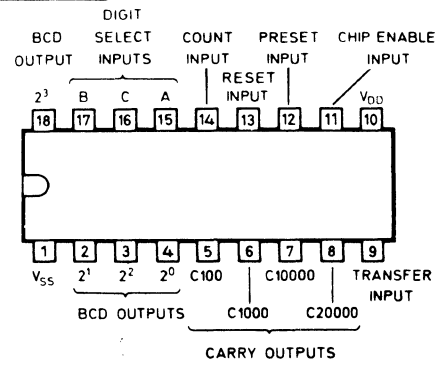 DIGIT
BCD SELECT COUNT PRESET CHIP ENABLE
OUTPUT INPUTS INPUT INPUT INPUT
RESET
INPUT
2³ B C A V_DD
18 17 16 15 14 13 12 11 10
1 2 3 4 5 6 7 8 9
V_SS 2¹ 2² 2⁰ C100 C10000 TRANSFER
INPUT
BCD OUTPUTS C1000 C20000
CARRY OUTPUTS